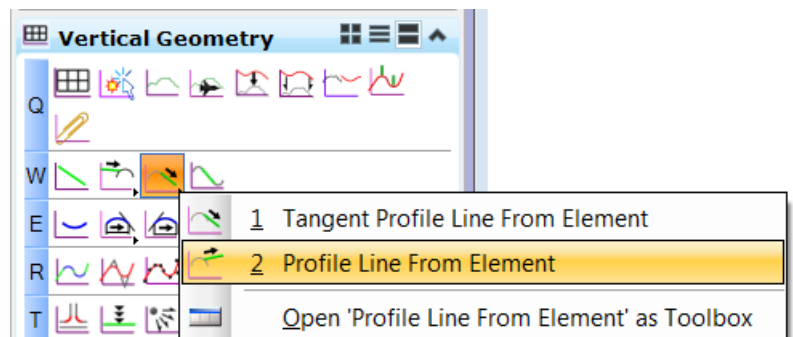 Vertical Geometry
Q
W
E
1 Tangent Profile Line From Element
R
2 Profile Line From Element
T
Open 'Profile Line From Element' as Toolbox